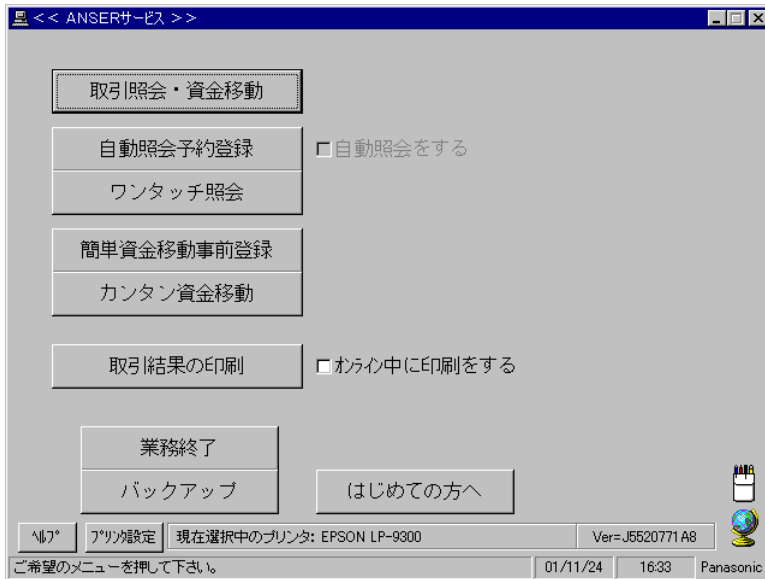 << ANSERｻｰﾋﾞｽ >>
取引照会・資金移動
自動照会予約登録
自動照会をする
ワンタッチ照会
簡単資金移動事前登録
カンタン資金移動
取引結果の印刷
ｵﾝﾗｲﾝ中に印刷をする
業務終了
バックアップ
はじめての方へ
ﾍﾙﾌﾟ
ﾌﾟﾘﾝﾀ設定
現在選択中のプリンタ: EPSON LP-9300
Ver=J5520771A8
ご希望のメニューを押して下さい。
01/11/24
16:33
Panasonic